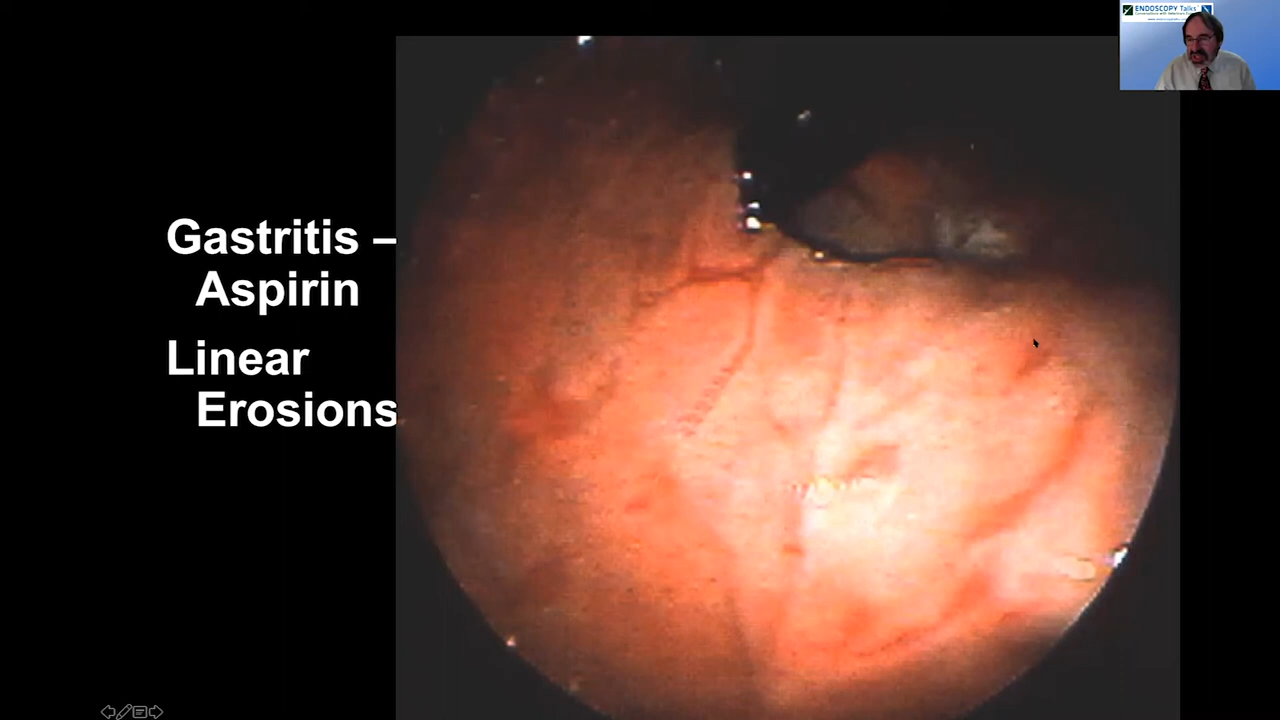 ENDOSCOPY Talks
Gastritis –
Aspirin
Linear
Erosions